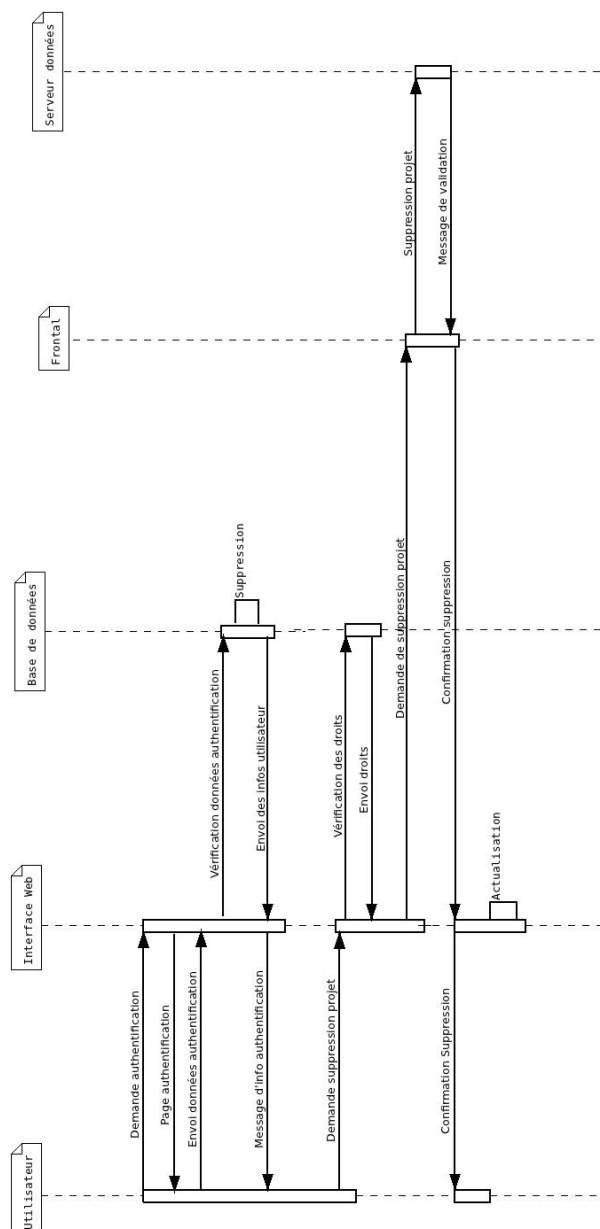 Utilisateur
Interface Web
Base de données
Frontal
Serveur données
Demande authentification
Page authentification
Envoi données authentification
Vérification données authentification
Suppression
Envoi des infos utilisateur
Message d'info authentification
Demande suppression projet
Vérification des droits
Envoi droits
Demande de suppression projet
Suppression projet
Message de validation
Confirmation suppression
Actualisation
Confirmation Suppression